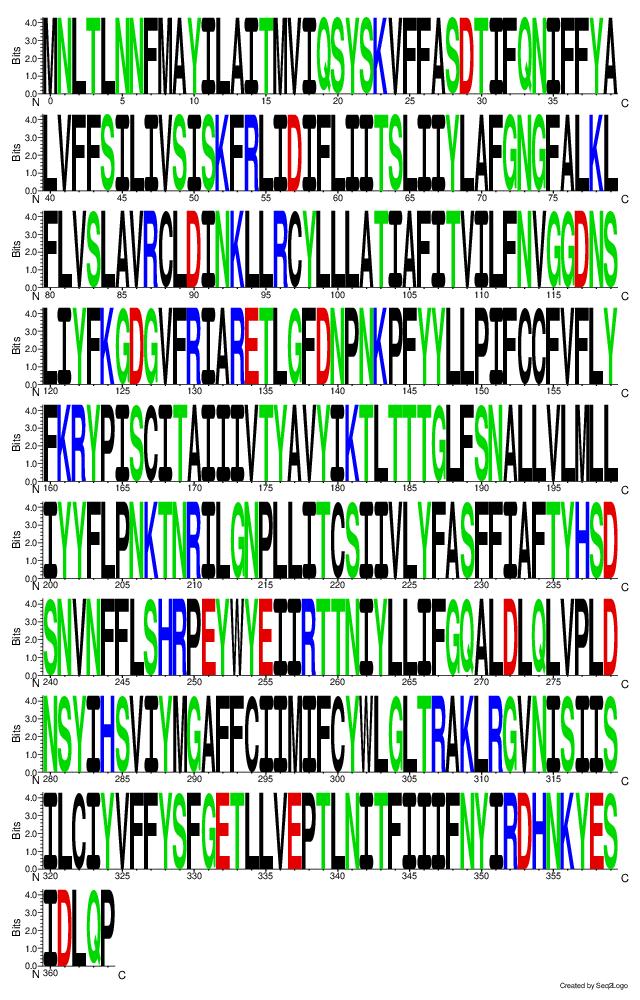 4.0
3.0
2.0
1.0
0.0
Bits
MNLTLNNFMAYILAITMVIQSYSKVFFASDTIFQNIFFYA
N 0 5 10 15 20 25 30 35 C
4.0
3.0
2.0
1.0
0.0
Bits
LVFFSILIVSISKFRLIDIFLIITSLIIYLAFGNGFALKL
N 40 45 50 55 60 65 70 75 C
4.0
3.0
2.0
1.0
0.0
Bits
FLVSLAVRCLDINKLLRCYLLLATIAFITVILFNVGGDNS
N 80 85 90 95 100 105 110 115 C
4.0
3.0
2.0
1.0
0.0
Bits
LIYFKGDGVFRIARETLGFDNPNKPFYYLLPIFCCFVFLY
N 120 125 130 135 140 145 150 155 C
4.0
3.0
2.0
1.0
0.0
Bits
FKRYPISCITAIIIVTYAVYIKTLTTTGLFSNALLVLMLL
N 160 165 170 175 180 185 190 195 C
4.0
3.0
2.0
1.0
0.0
Bits
IYYFLPNKTNRILGNPLLITCSIIVLYFASFFIAFTYHSD
N 200 205 210 215 220 225 230 235 C
4.0
3.0
2.0
1.0
0.0
Bits
SNVNFFLSHRPEYWYEIIRTTNIYLLIFGQALDLQLVPLD
N 240 245 250 255 260 265 270 275 C
4.0
3.0
2.0
1.0
0.0
Bits
NSYIHSVIYMGAFFCIIMIFCYWLGLTRAKLRGVNISIIS
N 280 285 290 295 300 305 310 315 C
4.0
3.0
2.0
1.0
0.0
Bits
ILCIYVFFYSFGETLLVEPTLNITFIIIFNYIRDHNKYES
N 320 325 330 335 340 345 350 355 C
4.0
3.0
2.0
1.0
0.0
Bits
IDLQP
N 360 C
Created by Seq2Logo